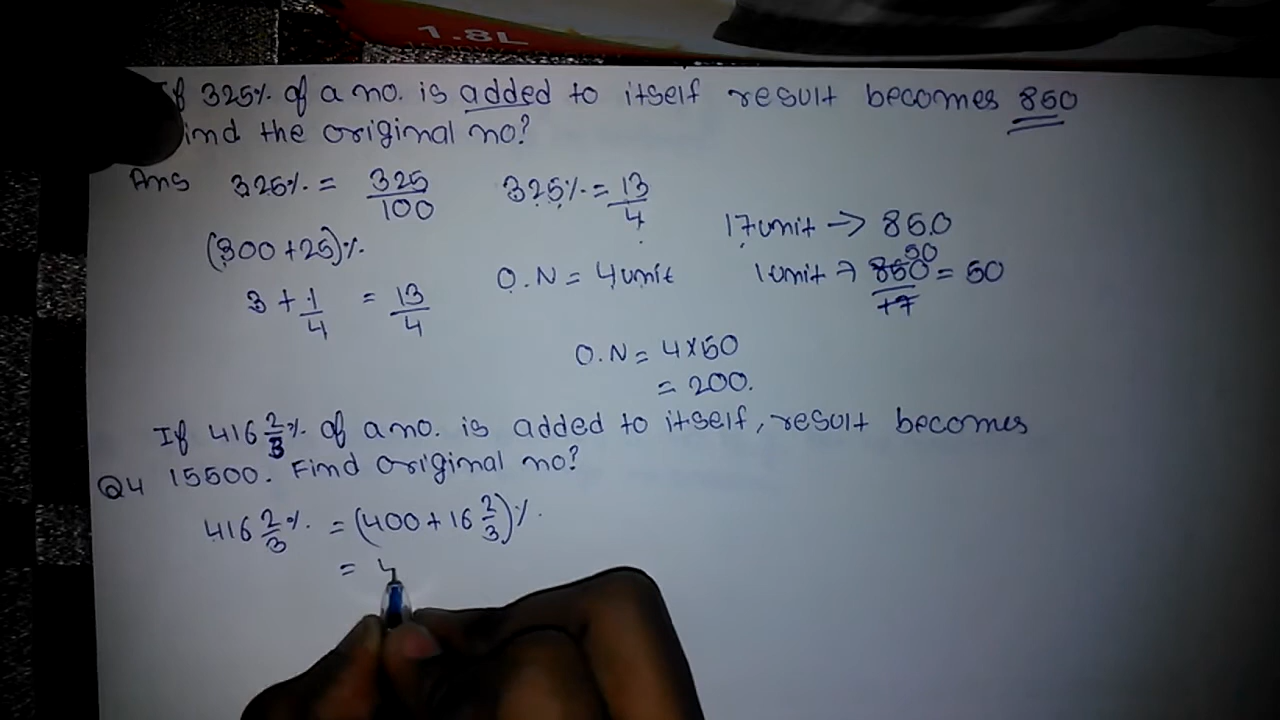 1.8L
If 325% of a no. is added to itself result becomes 850
ind the original no?
Ans 325% = 325/100
325% = 13/4
(300 + 25)%
3 + 1/4 = 13/4
O.N = 4 unit
17 unit → 850
50
1 unit → 850/17 = 50
O.N = 4 x 50
= 200.
If 416 2/3 % of a no. is added to itself, result becomes
Q4 15500. Find original no?
416 2/3 % = (400 + 16 2/3)%.
= 4